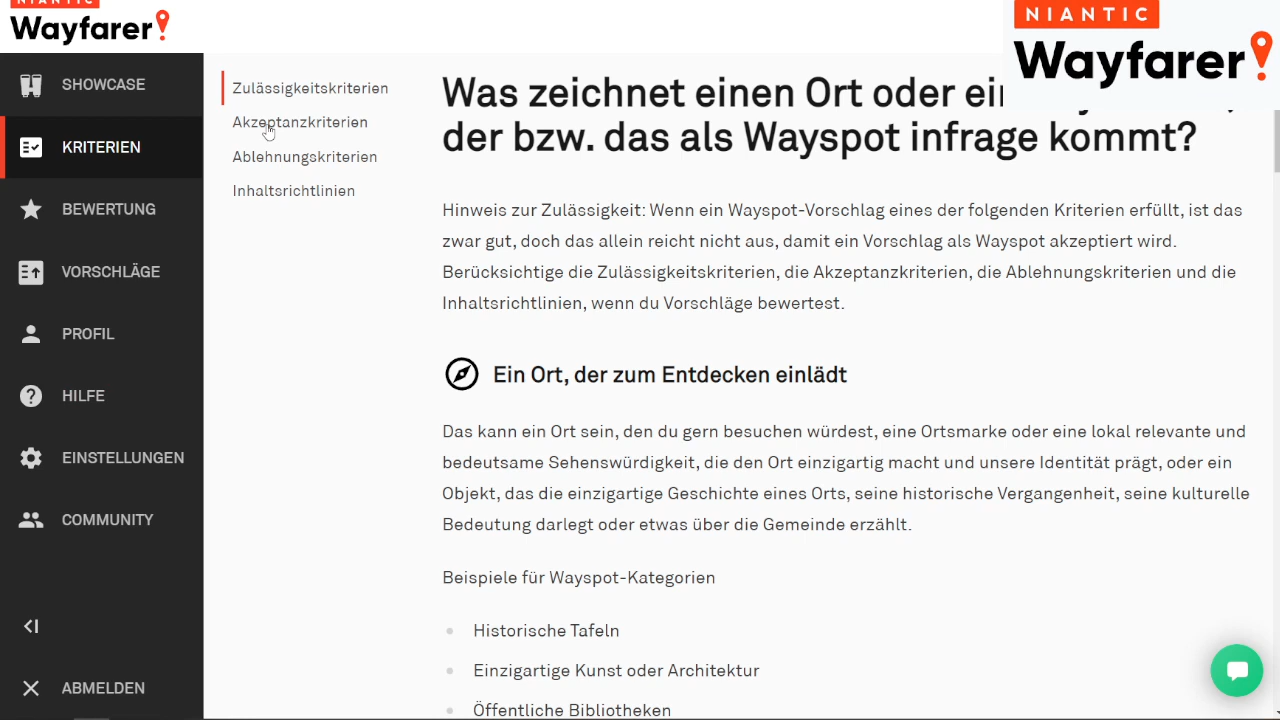 NIANTIC
Wayfarer!
NIANTIC
Wayfarer!
SHOWCASE
KRITERIEN
BEWERTUNG
VORSCHLÄGE
PROFIL
HILFE
EINSTELLUNGEN
COMMUNITY
ABMELDEN
Zulässigkeitskriterien
Akzeptanzkriterien
Ablehnungskriterien
Inhaltsrichtlinien
Was zeichnet einen Ort oder ein
der bzw. das als Wayspot infrage kommt?
Hinweis zur Zulässigkeit: Wenn ein Wayspot-Vorschlag eines der folgenden Kriterien erfüllt, ist das
zwar gut, doch das allein reicht nicht aus, damit ein Vorschlag als Wayspot akzeptiert wird.
Berücksichtige die Zulässigkeitskriterien, die Akzeptanzkriterien, die Ablehnungskriterien und die
Inhaltsrichtlinien, wenn du Vorschläge bewertest.
Ein Ort, der zum Entdecken einlädt
Das kann ein Ort sein, den du gern besuchen würdest, eine Ortsmarke oder eine lokal relevante und
bedeutsame Sehenswürdigkeit, die den Ort einzigartig macht und unsere Identität prägt, oder ein
Objekt, das die einzigartige Geschichte eines Orts, seine historische Vergangenheit, seine kulturelle
Bedeutung darlegt oder etwas über die Gemeinde erzählt.
Beispiele für Wayspot-Kategorien
Historische Tafeln
Einzigartige Kunst oder Architektur
Öffentliche Bibliotheken